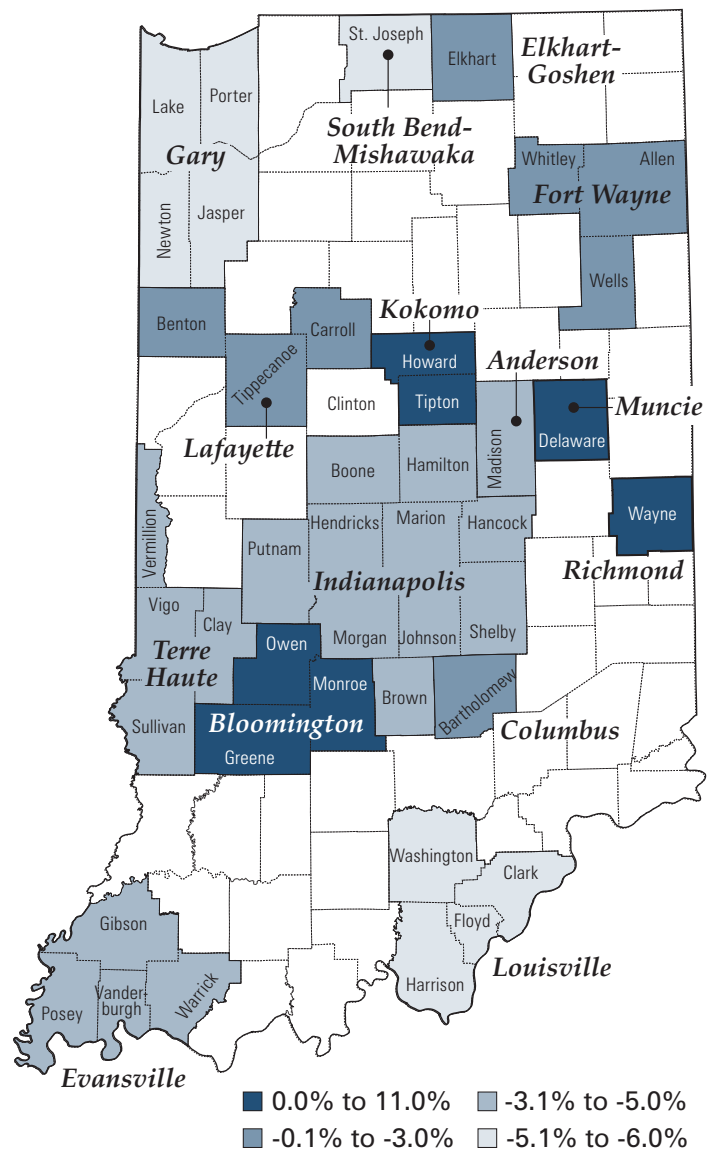 St. Joseph
Elkhart
Elkhart-
Goshen
Lake
Porter
South Bend-
Mishawaka
Gary
Whitley
Allen
Fort Wayne
Newton
Jasper
Wells
Benton
Carroll
Kokomo
Howard
Tippecanoe
Anderson
Clinton
Tipton
Muncie
Lafayette
Delaware
Madison
Boone
Hamilton
Vermillion
Hendricks
Marion
Hancock
Wayne
Putnam
Indianapolis
Richmond
Vigo
Clay
Morgan
Johnson
Shelby
Owen
Terre
Haute
Monroe
Brown
Bartholomew
Sullivan
Bloomington
Columbus
Greene
Washington
Clark
Gibson
Floyd
Louisville
Harrison
Posey
Vander-
burgh
Warrick
Evansville
0.0% to 11.0%
-3.1% to -5.0%
-0.1% to -3.0%
-5.1% to -6.0%